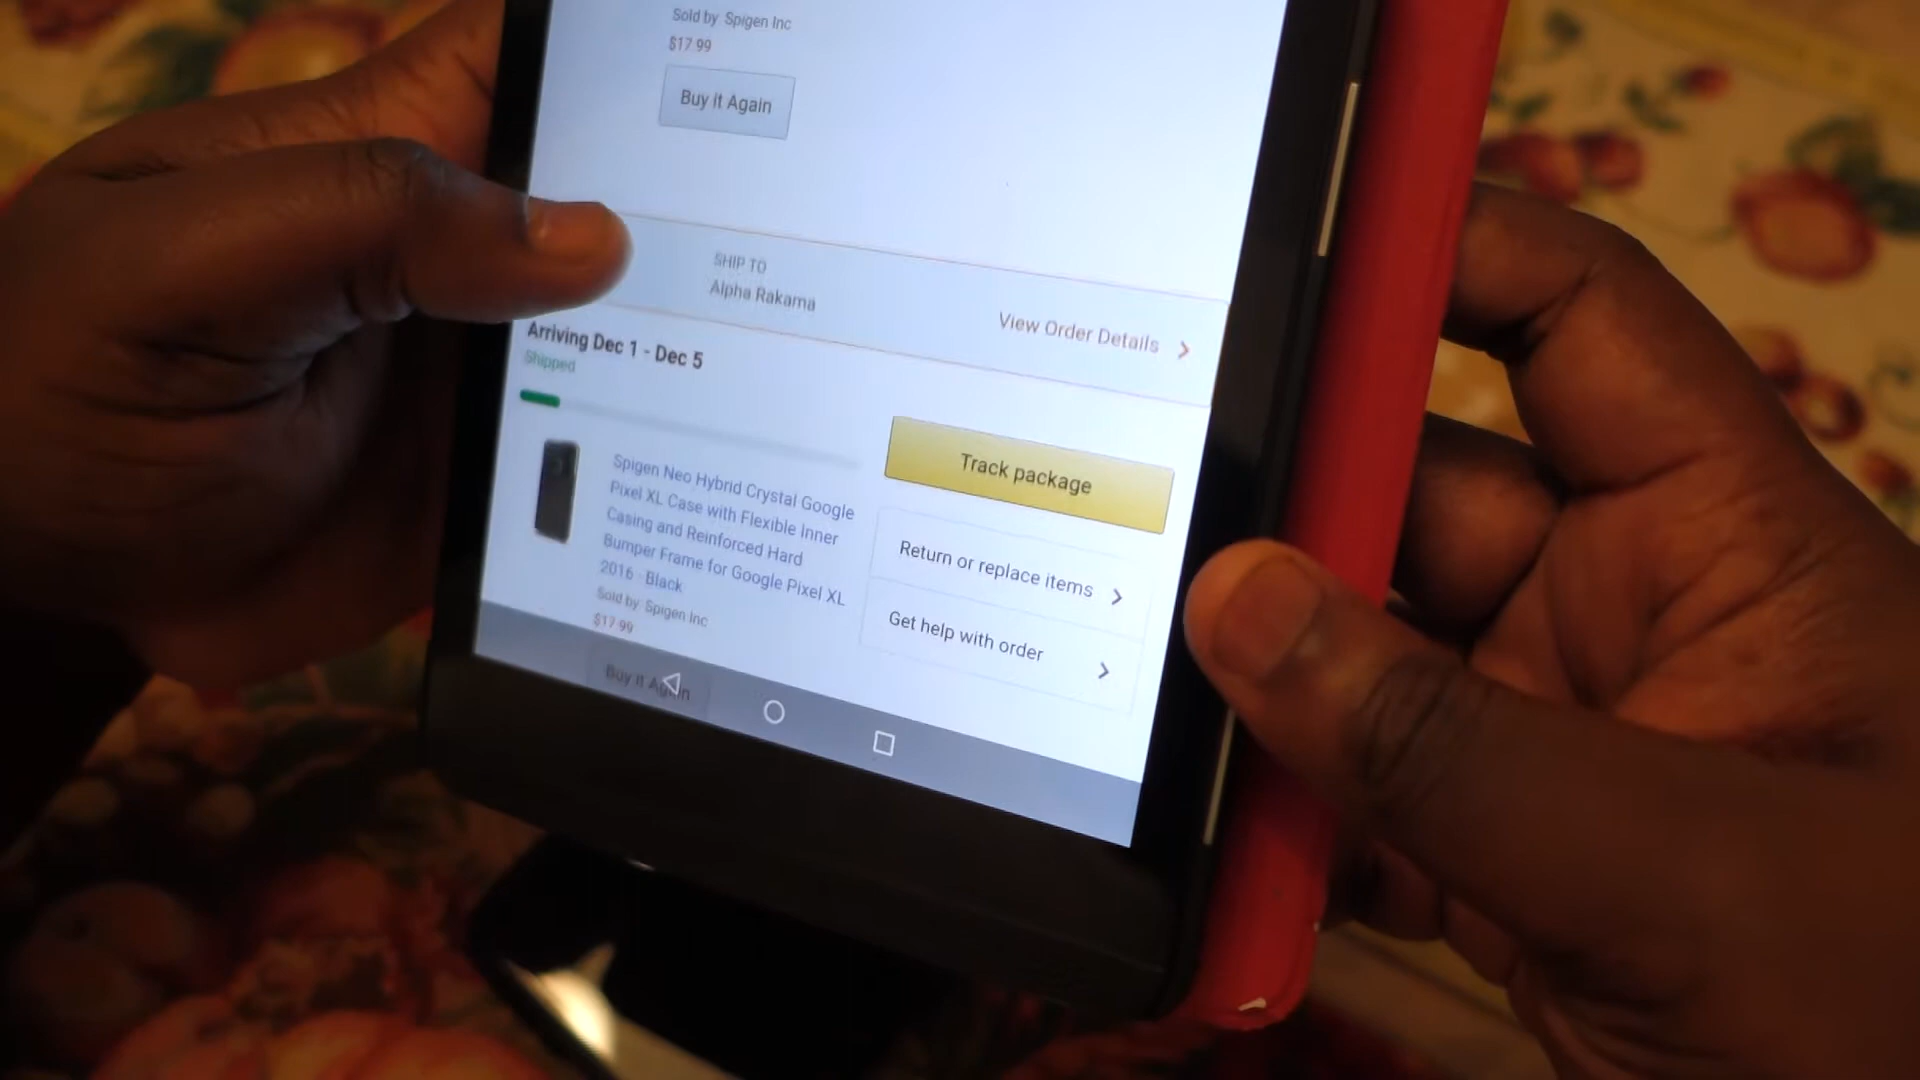 Sold by Spigen Inc
$17.99
Buy it Again
SHIP TO
Alpha Rakama
View Order Details
Arriving Dec 1 - Dec 5
Shipped
Track package
Spigen Neo Hybrid Crystal Google
Pixel XL Case with Flexible Inner
Casing and Reinforced Hard
Bumper Frame for Google Pixel XL
2016 - Black
Sold by Spigen Inc
$17.99
Return or replace items
Get help with order
Buy it Again